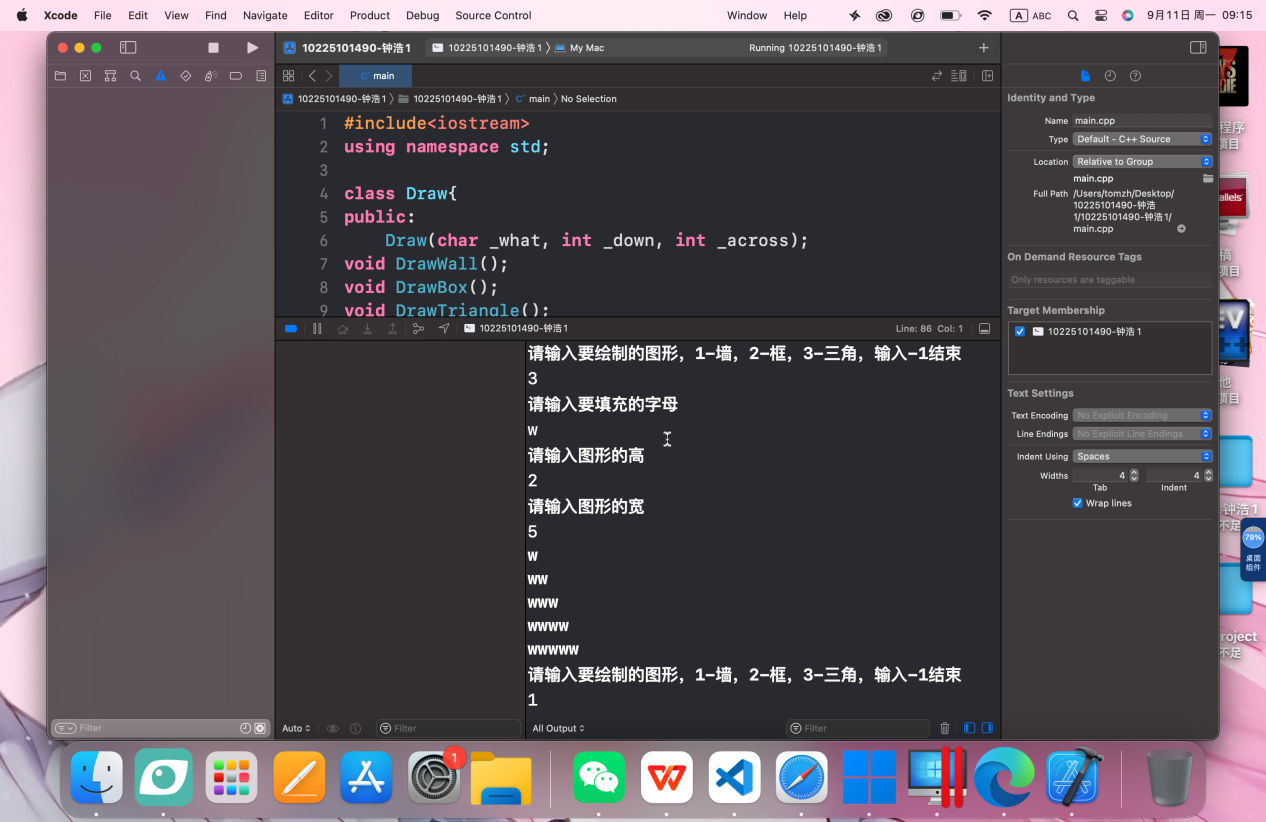 Xcode File Edit View Find Navigate Editor Product Debug Source Control Window Help A ABC 9月11日 周一 09:15
10225101490-钟浩1 10225101490-钟浩1 〉 My Mac Running 10225101490-钟浩1
main
10225101490-钟浩1 〉 10225101490-钟浩1 〉 main 〉 No Selection
1 #include<iostream>
2 using namespace std;
3
4 class Draw{
5 public:
6 Draw(char _what, int _down, int _across);
7 void DrawWall();
8 void DrawBox();
9 void DrawTriangle();
10225101490-钟浩1 Line: 86 Col: 1
请输入要绘制的图形，1-墙，2-框，3-三角，输入-1结束
3
请输入要填充的字母
w
请输入图形的高
2
请输入图形的宽
5
w
ww
www
wwww
wwwww
请输入要绘制的图形，1-墙，2-框，3-三角，输入-1结束
1
Filter
Auto Filter
All Output Filter
Identity and Type
Name main.cpp
Type Default - C++ Source
Location Relative to Group
main.cpp
Full Path /Users/tomzh/Desktop/
10225101490-钟浩
1/10225101490-钟浩1/
main.cpp
On Demand Resource Tags
Only resources are taggable
Target Membership
10225101490-钟浩1
Text Settings
Text Encoding No Explicit Encoding
Line Endings No Explicit Line Endings
Indent Using Spaces
Widths 4 4
Tab Indent
Wrap lines
程序
项目
allels
稿
项目
EV
他
项目
钟浩1
不足
79%
桌面
组件
roject
不足
1